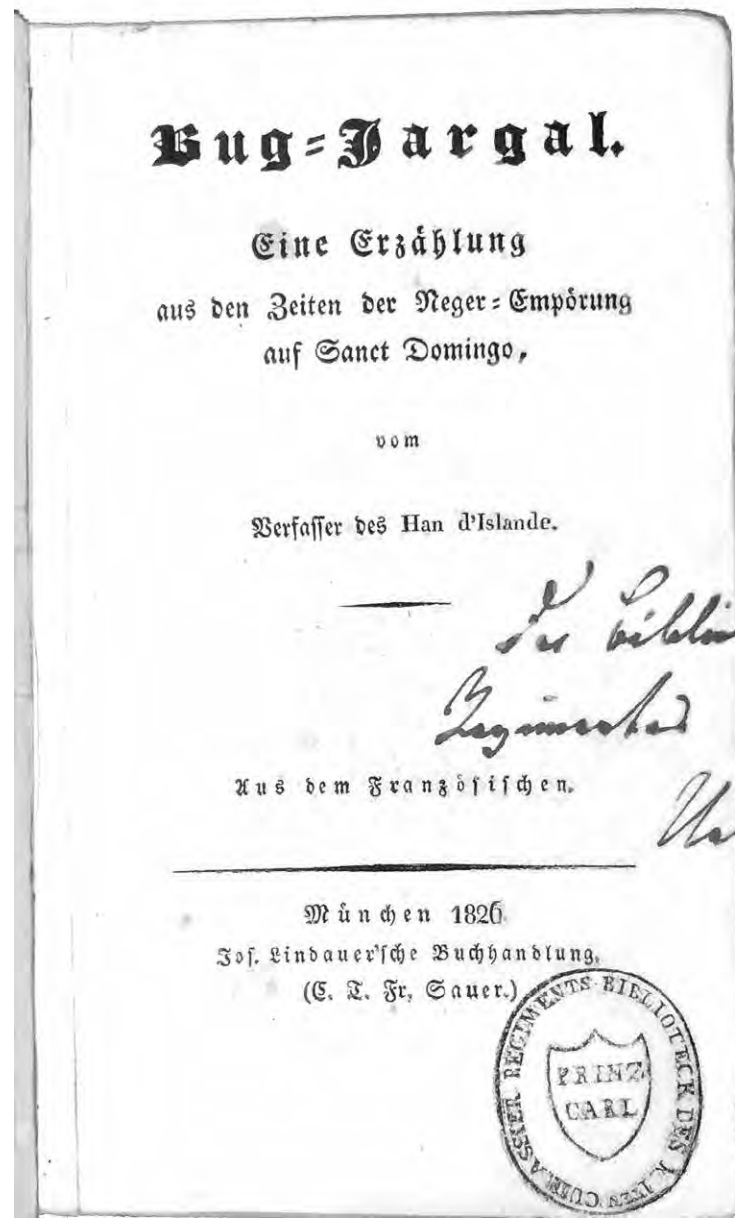 Bug-Jargal.
Eine Erzählung
aus den Zeiten der Neger-Empörung
auf Sanct Domingo,
vom
Verfasser des Han d'Islande.
Aus dem Französischen.
München 1826.
Jos. Lindauer'sche Buchhandlung.
(C. T. Fr. Sauer.)
REGIMENTS BIBLIOTECK DES
PRINZ
CARL